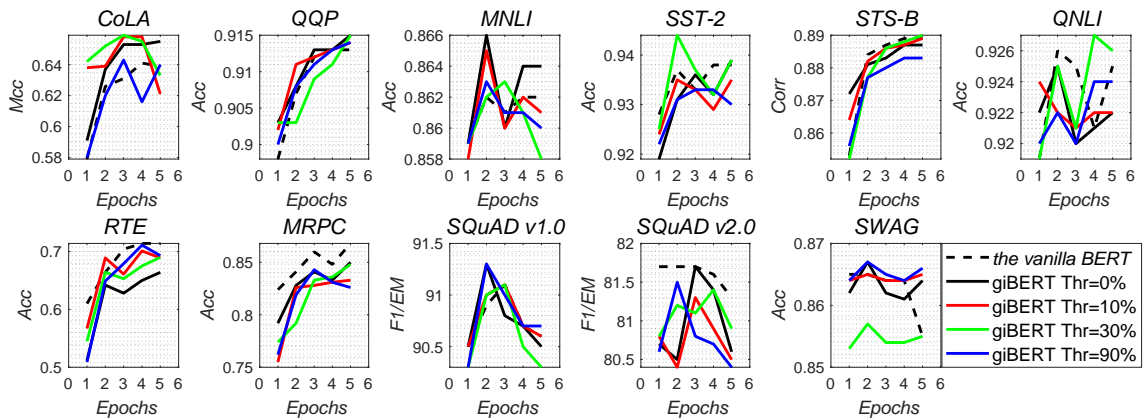 CoLA QQP MNLI SST-2 STS-B QNLI
Mcc
0.64
0.62
0.6
0.58
0 1 2 3 4 5 6
Epochs
Acc
0.915
0.91
0.905
0.9
0 1 2 3 4 5 6
Epochs
Acc
0.866
0.864
0.862
0.86
0.858
0 1 2 3 4 5 6
Epochs
Acc
0.94
0.93
0.92
0 1 2 3 4 5 6
Epochs
Corr
0.89
0.88
0.87
0.86
0 1 2 3 4 5 6
Epochs
Acc
0.926
0.924
0.922
0.92
0 1 2 3 4 5 6
Epochs
RTE MRPC SQuAD v1.0 SQuAD v2.0 SWAG
Acc
0.7
0.6
0.5
0 1 2 3 4 5 6
Epochs
Acc
0.85
0.8
0.75
0 1 2 3 4 5 6
Epochs
F1/EM
91.5
91
90.5
0 1 2 3 4 5 6
Epochs
F1/EM
82
81.5
81
80.5
0 1 2 3 4 5 6
Epochs
Acc
0.87
0.86
0.85
0 1 2 3 4 5 6
Epochs
the vanilla BERT
giBERT Thr=0%
giBERT Thr=10%
giBERT Thr=30%
giBERT Thr=90%